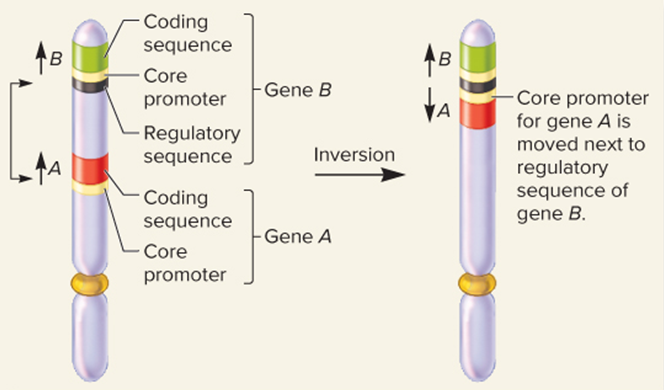 B
Coding
sequence
Core
promoter
Regulatory
sequence
Gene B
A
Coding
sequence
Core
promoter
Gene A
Inversion
B
A
Core promoter
for gene A is
moved next to
regulatory
sequence of
gene B.